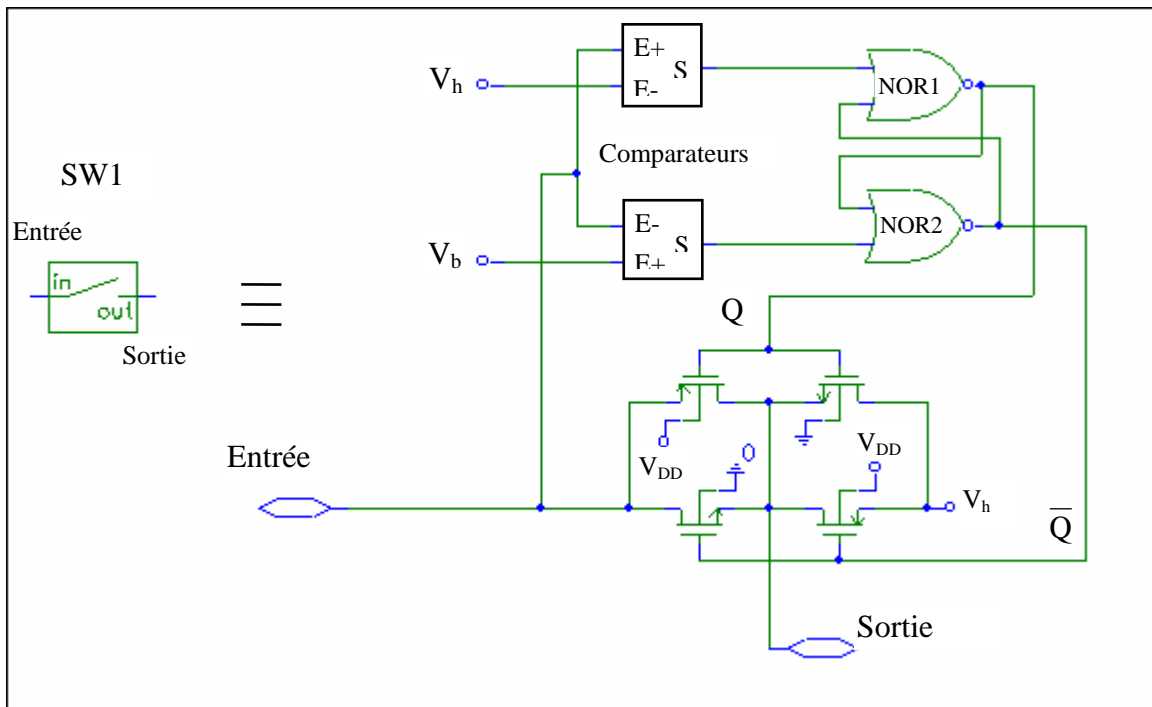 E+
S
E-
V_h
NOR1
Comparateurs
SW1
Entrée
in
out
Sortie
E-
S
E+
V_b
NOR2
Q
V_DD
V_DD
0
Entrée
V_h
Q̅
Sortie